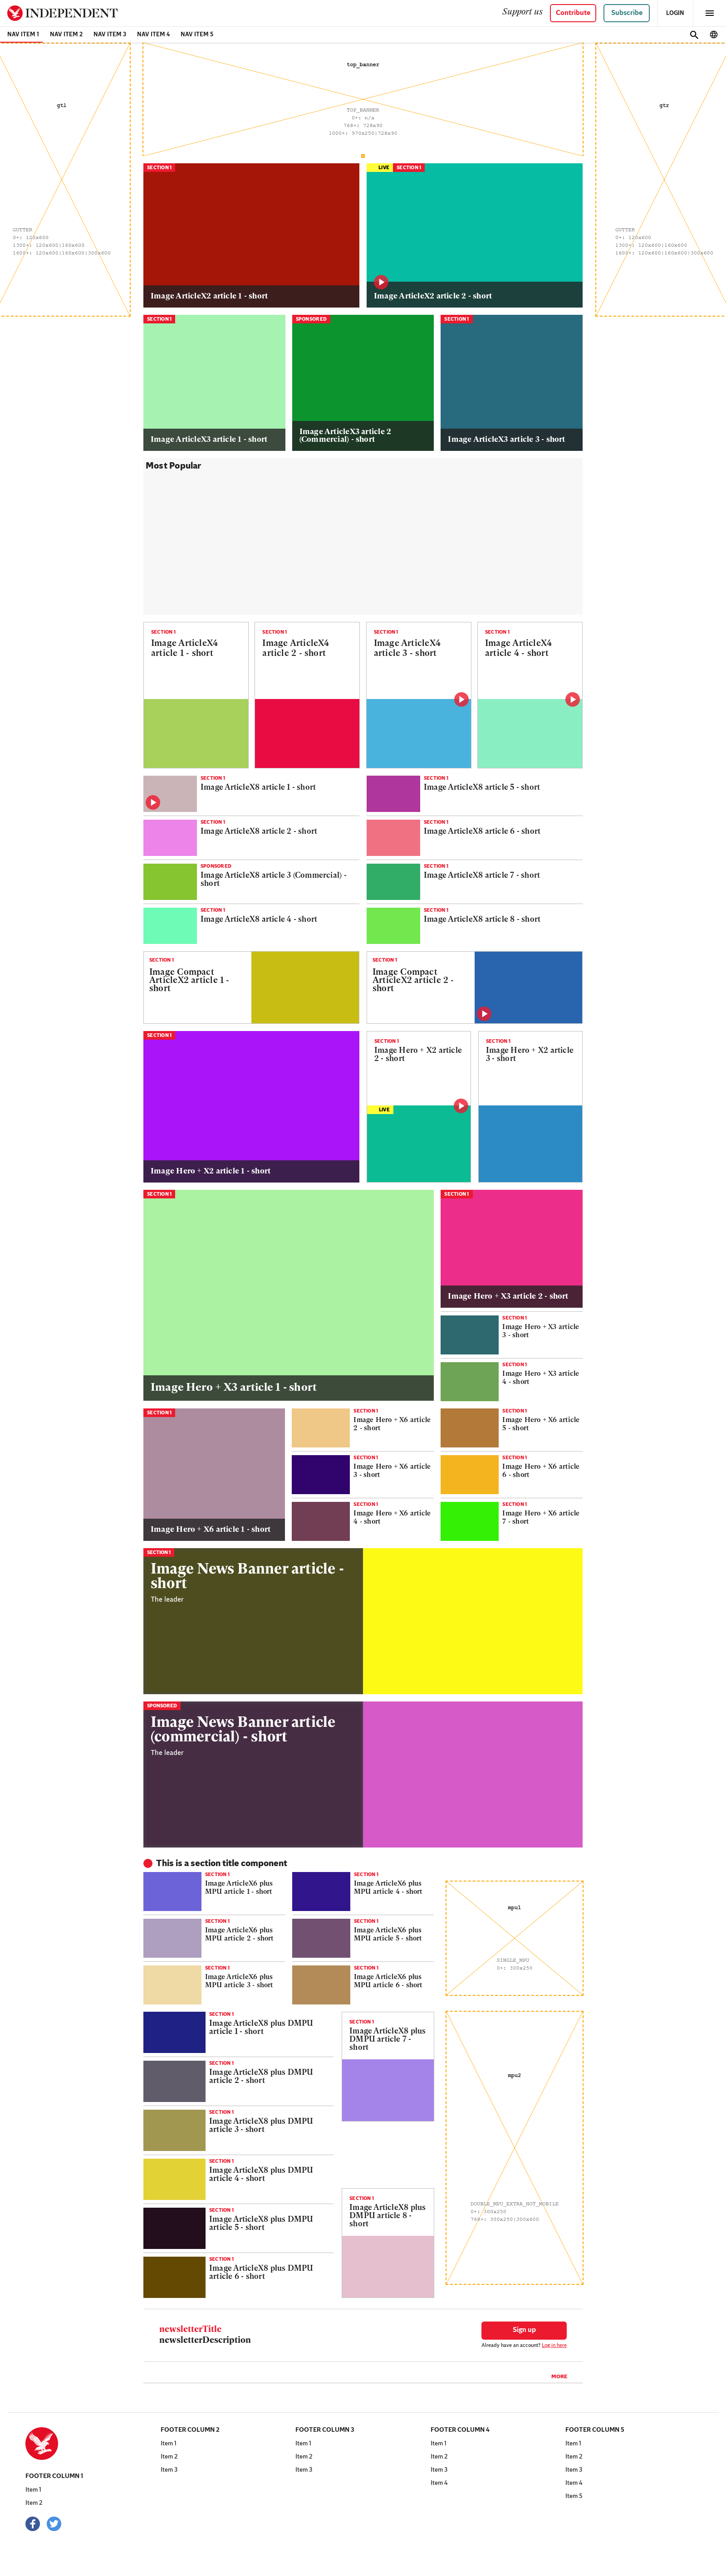 INDEPENDENT
Support us
Contribute
Subscribe
LOGIN
NAV ITEM 1
NAV ITEM 2
NAV ITEM 3
NAV ITEM 4
NAV ITEM 5
gtl
GUTTER
0+: 120x600
1300+: 120x600|160x600
1600+: 120x600|160x600|300x600
top_banner
TOP_BANNER
0+: n/a
768+: 728x90
1000+: 970x250|728x90
gtr
GUTTER
0+: 120x600
1300+: 120x600|160x600
1600+: 120x600|160x600|300x600
SECTION 1
Image ArticleX2 article 1 - short
LIVE
SECTION 1
Image ArticleX2 article 2 - short
SECTION 1
Image ArticleX3 article 1 - short
SPONSORED
Image ArticleX3 article 2
(Commercial) - short
SECTION 1
Image ArticleX3 article 3 - short
Most Popular
SECTION 1
Image ArticleX4
article 1 - short
SECTION 1
Image ArticleX4
article 2 - short
SECTION 1
Image ArticleX4
article 3 - short
SECTION 1
Image ArticleX4
article 4 - short
SECTION 1
Image ArticleX8 article 1 - short
SECTION 1
Image ArticleX8 article 2 - short
SPONSORED
Image ArticleX8 article 3 (Commercial) -
short
SECTION 1
Image ArticleX8 article 4 - short
SECTION 1
Image ArticleX8 article 5 - short
SECTION 1
Image ArticleX8 article 6 - short
SECTION 1
Image ArticleX8 article 7 - short
SECTION 1
Image ArticleX8 article 8 - short
SECTION 1
Image Compact
ArticleX2 article 1 -
short
SECTION 1
Image Compact
ArticleX2 article 2 -
short
SECTION 1
Image Hero + X2 article 1 - short
SECTION 1
Image Hero + X2 article
2 - short
LIVE
SECTION 1
Image Hero + X2 article
3 - short
SECTION 1
Image Hero + X3 article 1 - short
SECTION 1
Image Hero + X3 article 2 - short
SECTION 1
Image Hero + X3 article
3 - short
SECTION 1
Image Hero + X3 article
4 - short
SECTION 1
Image Hero + X6 article 1 - short
SECTION 1
Image Hero + X6 article
2 - short
SECTION 1
Image Hero + X6 article
3 - short
SECTION 1
Image Hero + X6 article
4 - short
SECTION 1
Image Hero + X6 article
5 - short
SECTION 1
Image Hero + X6 article
6 - short
SECTION 1
Image Hero + X6 article
7 - short
SECTION 1
Image News Banner article -
short
The leader
SPONSORED
Image News Banner article
(commercial) - short
The leader
This is a section title component
SECTION 1
Image ArticleX6 plus
MPU article 1 - short
SECTION 1
Image ArticleX6 plus
MPU article 2 - short
SECTION 1
Image ArticleX6 plus
MPU article 3 - short
SECTION 1
Image ArticleX6 plus
MPU article 4 - short
SECTION 1
Image ArticleX6 plus
MPU article 5 - short
SECTION 1
Image ArticleX6 plus
MPU article 6 - short
mpu1
SINGLE_MPU
0+: 300x250
SECTION 1
Image ArticleX8 plus DMPU
article 1 - short
SECTION 1
Image ArticleX8 plus DMPU
article 2 - short
SECTION 1
Image ArticleX8 plus DMPU
article 3 - short
SECTION 1
Image ArticleX8 plus DMPU
article 4 - short
SECTION 1
Image ArticleX8 plus DMPU
article 5 - short
SECTION 1
Image ArticleX8 plus DMPU
article 6 - short
SECTION 1
Image ArticleX8 plus
DMPU article 7 -
short
SECTION 1
Image ArticleX8 plus
DMPU article 8 -
short
mpu2
DOUBLE_MPU_EXTRA_NOT_MOBILE
0+: 300x250
768+: 300x250|300x600
newsletterTitle
newsletterDescription
Sign up
Already have an account? Log in here
MORE
FOOTER COLUMN 1
Item 1
Item 2
FOOTER COLUMN 2
Item 1
Item 2
Item 3
FOOTER COLUMN 3
Item 1
Item 2
Item 3
FOOTER COLUMN 4
Item 1
Item 2
Item 3
Item 4
FOOTER COLUMN 5
Item 1
Item 2
Item 3
Item 4
Item 5